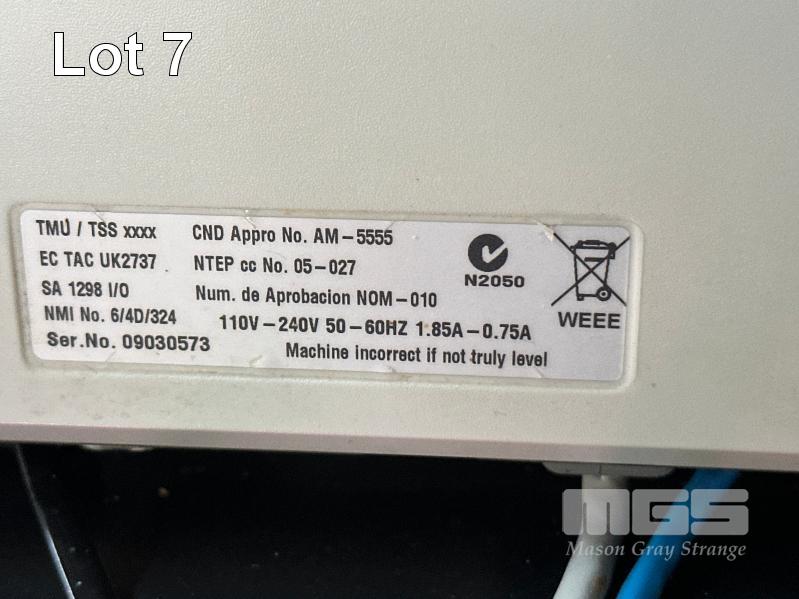 Lot 7
TMU / TSS xxxx
EC TAC UK2737
SA 1298 I/O
NMI No. 6/4D/324
Ser.No. 09030573
CND Appro No. AM-5555
NTEP cc No. 05-027
Num. de Aprobacion NOM-010
110V-240V 50-60HZ 1.85A-0.75A
Machine incorrect if not truly level
N2050
WEEE
MGS
Mason Gray Strange